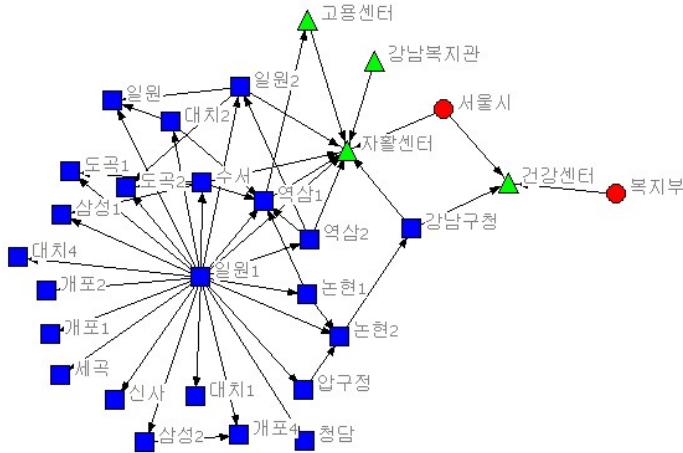 고용센터
강남복지관
일원2
일원
대치2
서울시
자활센터
도곡1
도곡2
수서
건강센터
복지부
역삼1
삼성1
강남구청
역삼2
대치4
일원1
개포2
논현1
개포1
논현2
세곡
신사
대치1
압구정
삼성2
개포4
청담